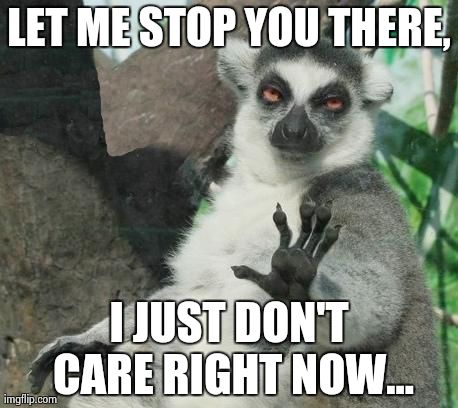 LET ME STOP YOU THERE,
I JUST DON'T
CARE RIGHT NOW...
imgflip.com